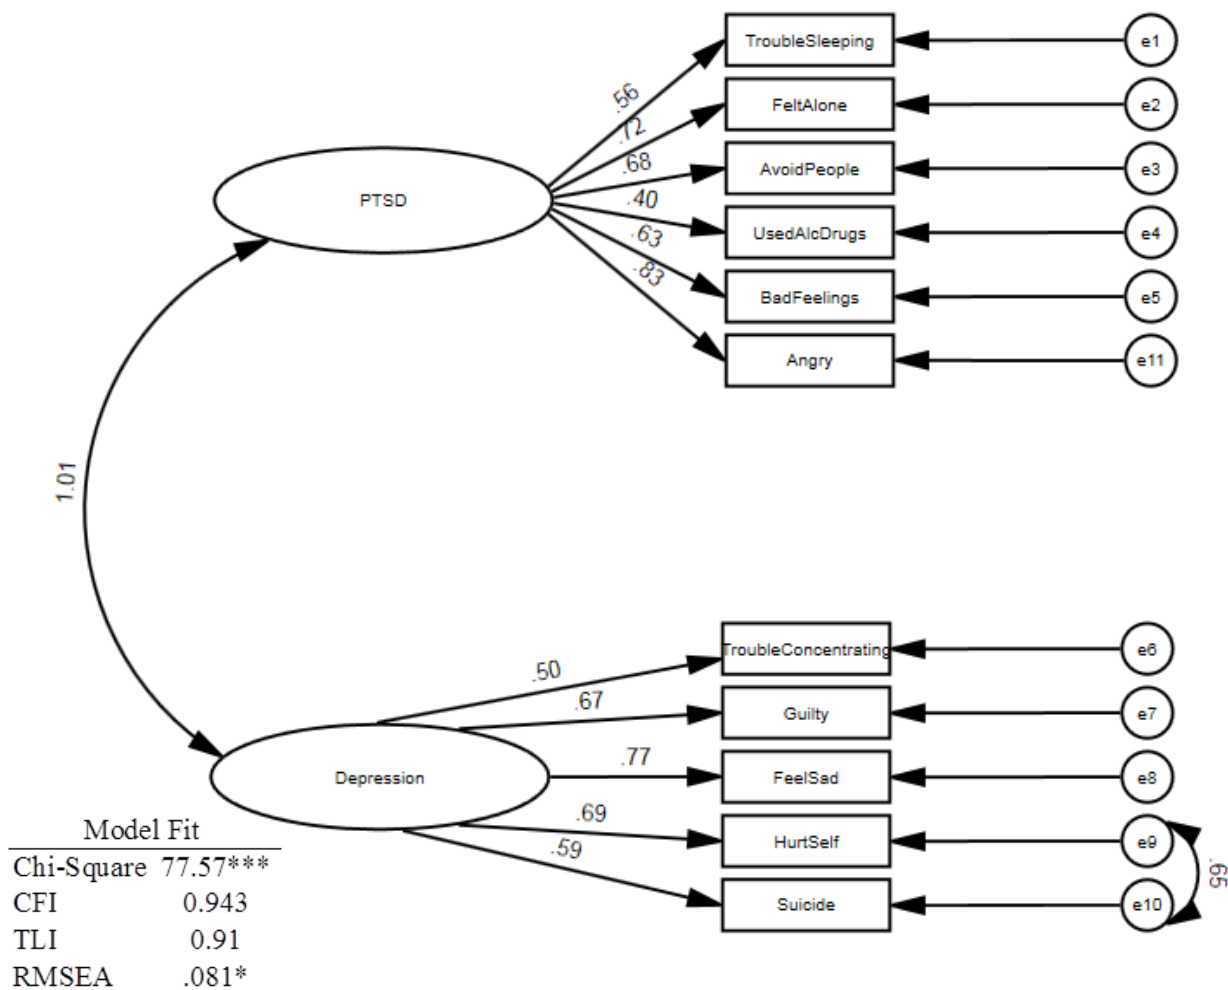 TroubleSleeping
e1
.56
FeltAlone
e2
.72
AvoidPeople
e3
.68
PTSD
UsedAlcDrugs
e4
.40
BadFeelings
e5
.63
Angry
e11
.83
1.01
TroubleConcentrating
e6
.50
Guilty
e7
.67
Depression
FeelSad
e8
.77
HurtSelf
e9
.69
Suicide
e10
.59
.65
Model Fit
Chi-Square 77.57***
CFI 0.943
TLI 0.91
RMSEA .081*